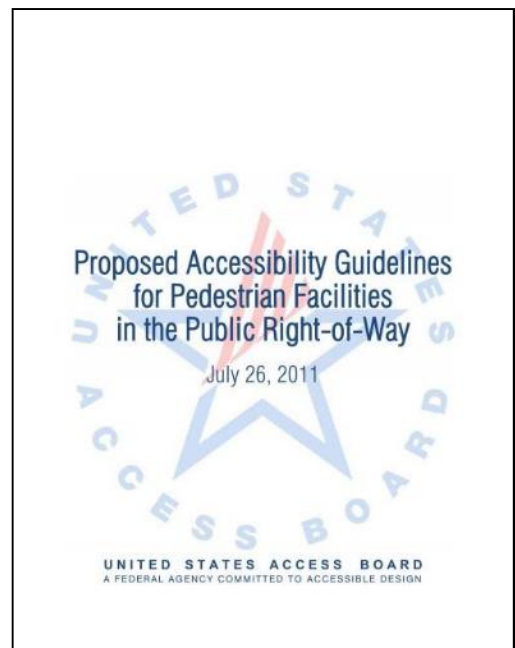 UNITED STATES ACCESS BOARD
Proposed Accessibility Guidelines
for Pedestrian Facilities
in the Public Right-of-Way
July 26, 2011
UNITED STATES ACCESS BOARD
A FEDERAL AGENCY COMMITTED TO ACCESSIBLE DESIGN